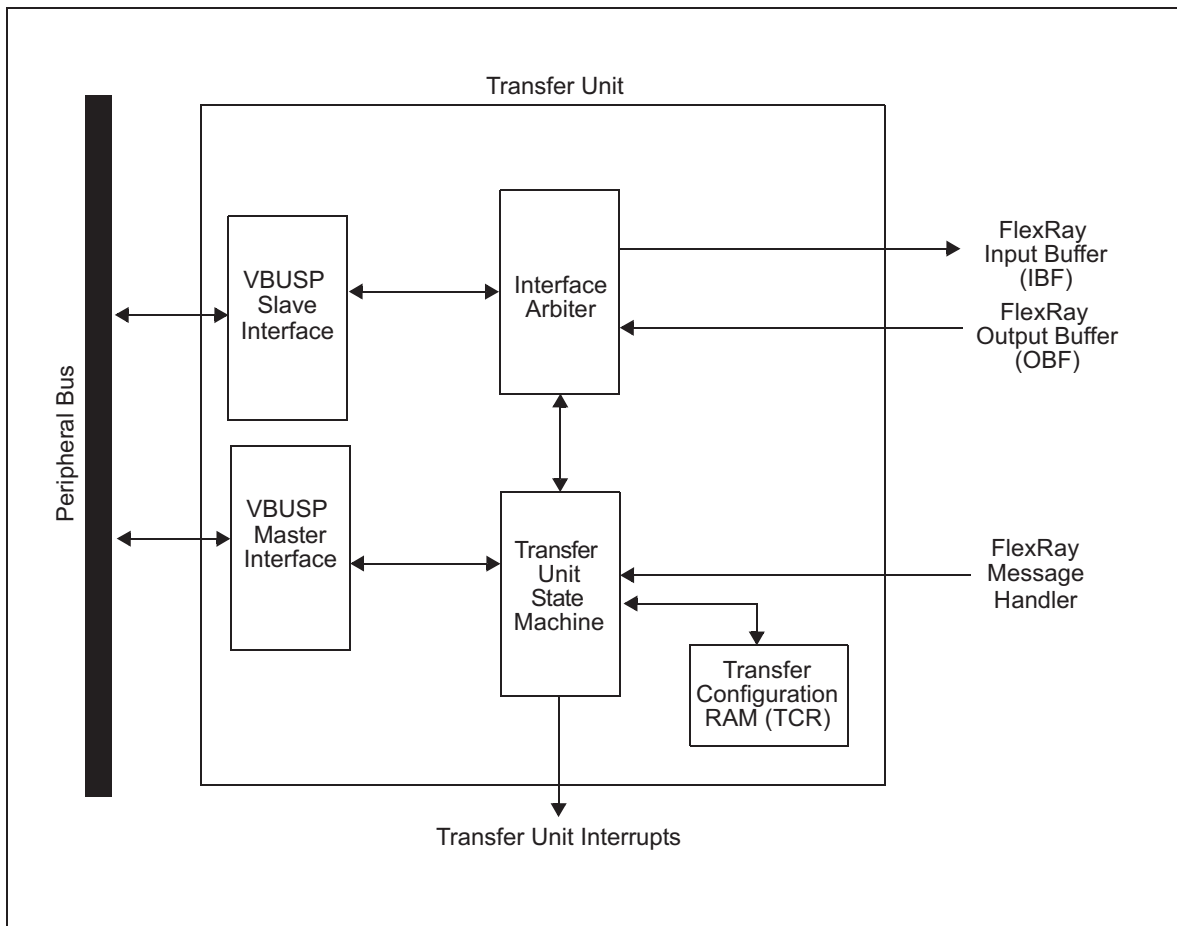 Transfer Unit
Peripheral Bus
VBUSP
Slave
Interface
Interface
Arbiter
FlexRay
Input Buffer
(IBF)
FlexRay
Output Buffer
(OBF)
VBUSP
Master
Interface
Transfer
Unit
State
Machine
FlexRay
Message
Handler
Transfer
Configuration
RAM (TCR)
Transfer Unit Interrupts